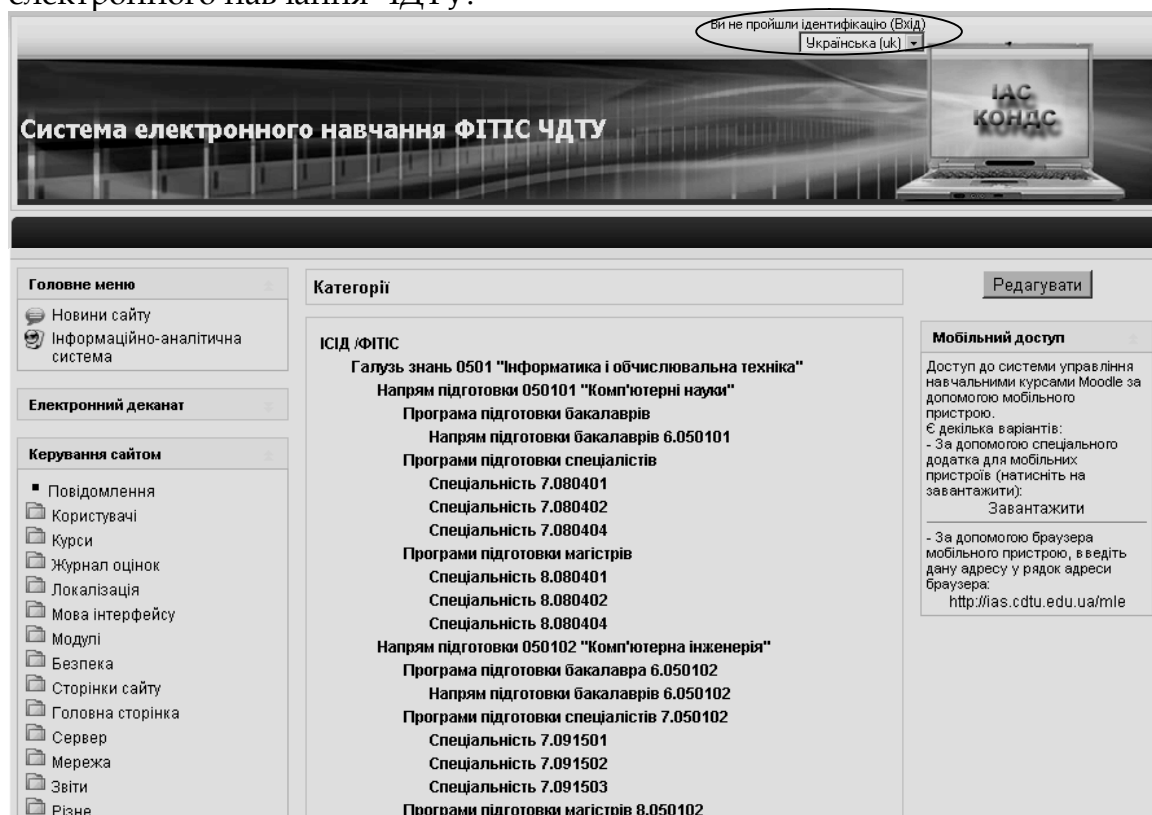 електронного навчання ЧДТУ:
Ви не пройшли ідентифікацію (Вхід)
Українська (uk)
ІАС
КОНДС
Система електронного навчання ФІТІС ЧДТУ
Головне меню
Новини сайту
Інформаційно-аналітична
система
Електронний деканат
Керування сайтом
Повідомлення
Користувачі
Курси
Журнал оцінок
Локалізація
Мова інтерфейсу
Модулі
Безпека
Сторінки сайту
Головна сторінка
Сервер
Мережа
Звіти
Різне
Категорії
ІСІД /ФІТІС
Галузь знань 0501 "Інформатика і обчислювальна техніка"
Напрям підготовки 050101 "Комп'ютерні науки"
Програма підготовки бакалаврів
Напрям підготовки бакалаврів 6.050101
Програми підготовки спеціалістів
Спеціальність 7.080401
Спеціальність 7.080402
Спеціальність 7.080404
Програми підготовки магістрів
Спеціальність 8.080401
Спеціальність 8.080402
Спеціальність 8.080404
Напрям підготовки 050102 "Комп'ютерна інженерія"
Програма підготовки бакалавра 6.050102
Напрям підготовки бакалаврів 6.050102
Програми підготовки спеціалістів 7.050102
Спеціальність 7.091501
Спеціальність 7.091502
Спеціальність 7.091503
Програми підготовки магістрів 8.050102
Редагувати
Мобільний доступ
Доступ до системи управління
навчальними курсами Moodle за
допомогою мобільного
пристрою.
Є декілька варіантів:
- За допомогою спеціального
додатка для мобільних
пристроїв (натисніть на
завантажити):
Завантажити
- За допомогою браузера
мобільного пристрою, введіть
дану адресу у рядок адреси
браузера:
http://ias.cdtu.edu.ua/mle